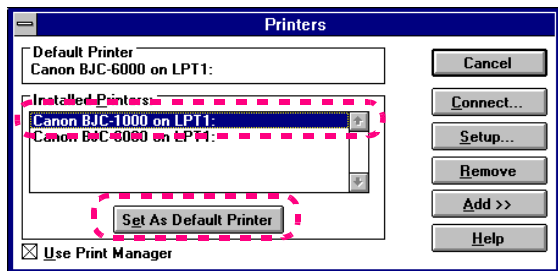 Printers
Default Printer
Canon BJC-6000 on LPT1:
Installed Printers:
Canon BJC-1000 on LPT1:
Canon BJC-6000 on LPT1:
Set As Default Printer
Use Print Manager
Cancel
Connect...
Setup...
Remove
Add >>
Help